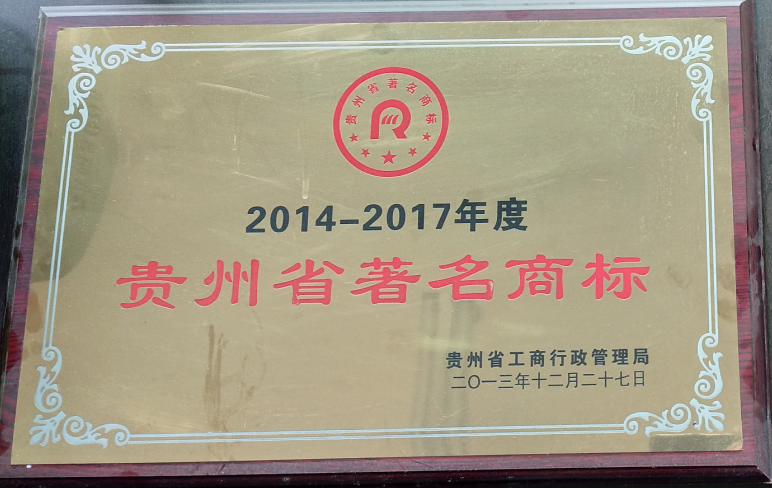 贵州省著名商标
R
2014-2017年度
贵州省著名商标
贵州省工商行政管理局
二〇一三年十二月二十七日